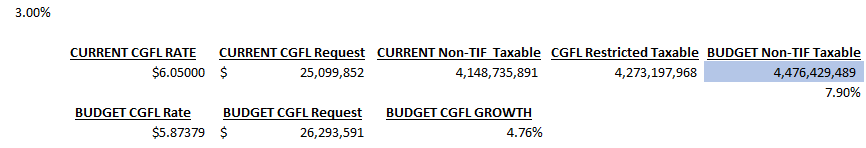 3.00%
CURRENT CGFL RATE CURRENT CGFL Request CURRENT Non-TIF Taxable CGFL Restricted Taxable BUDGET Non-TIF Taxable
$6.05000 $ 25,099,852 4,148,735,891 4,273,197,968 4,476,429,489
7.90%
BUDGET CGFL Rate BUDGET CGFL Request BUDGET CGFL GROWTH
$5.87379 $ 26,293,591 4.76%